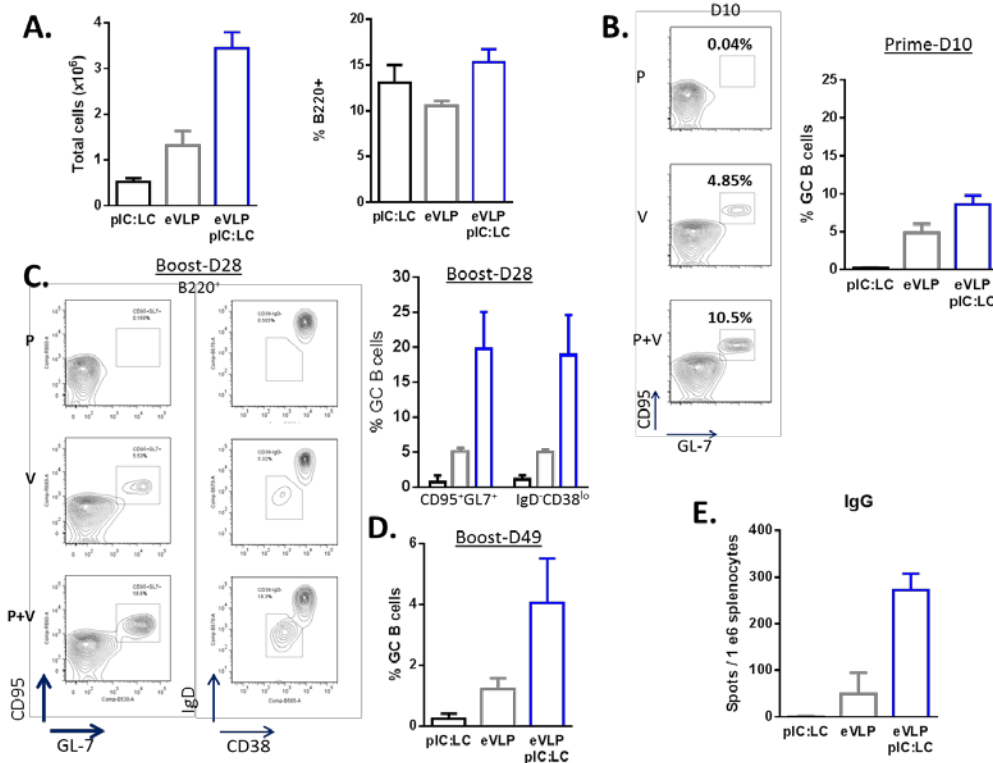 A.
Total cells (x10⁶)
4
3
2
1
0
pIC:LC
eVLP
eVLP
pIC:LC
% B220+
20
15
10
5
0
pIC:LC
eVLP
eVLP
pIC:LC
B.
D10
P
0.04%
V
4.85%
P+V
10.5%
CD95
GL-7
Prime-D10
% GC B cells
25
20
15
10
5
0
pIC:LC
eVLP
eVLP
pIC:LC
C.
Boost-D28
B220⁺
P
V
P+V
CD95
GL-7
IgD
CD38
Boost-D28
% GC B cells
30
25
20
15
10
5
0
CD95⁺GL7⁺
IgD⁻CD38ˡᵒ
D.
Boost-D49
% GC B cells
6
4
2
0
pIC:LC
eVLP
eVLP
pIC:LC
E.
IgG
Spots / 1 e6 splenocytes
400
300
200
100
0
pIC:LC
eVLP
eVLP
pIC:LC